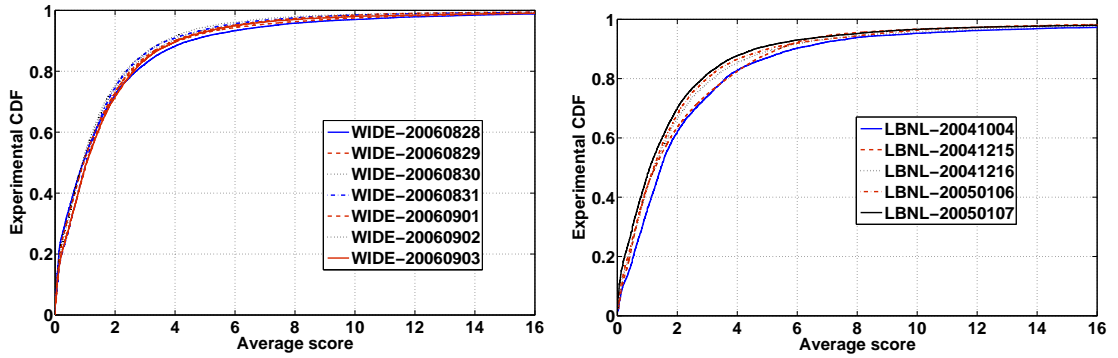 1
0.8
0.6
0.4
0.2
0
Experimental CDF
WIDE−20060828
WIDE−20060829
WIDE−20060830
WIDE−20060831
WIDE−20060901
WIDE−20060902
WIDE−20060903
0 2 4 6 8 10 12 14 16
Average score
1
0.8
0.6
0.4
0.2
0
Experimental CDF
LBNL−20041004
LBNL−20041215
LBNL−20041216
LBNL−20050106
LBNL−20050107
0 2 4 6 8 10 12 14 16
Average score